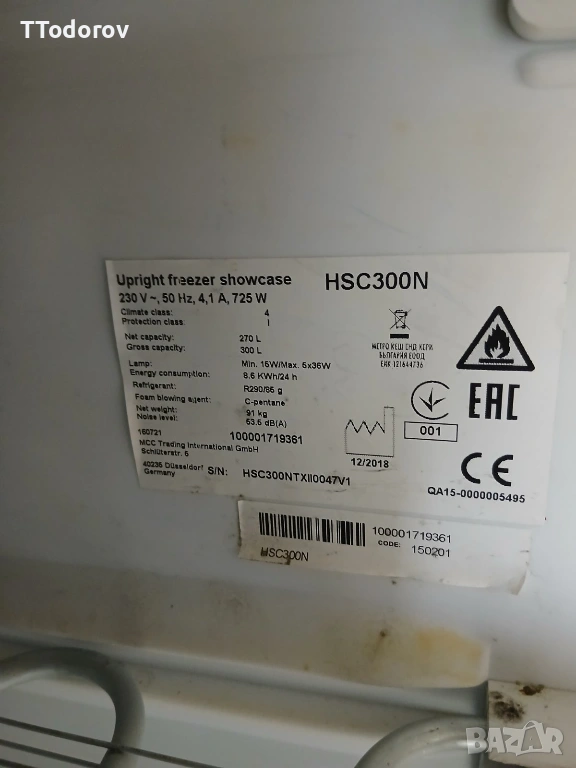 TTodorov
Upright freezer showcase HSC300N
230 V ~, 50 Hz, 4,1 A, 725 W
Climate class: 4
Protection class: I
Net capacity: 270 L
Gross capacity: 300 L
Lamp: Min. 15W/Max. 5x36W
Energy consumption: 8.6 KWh/24 h
Refrigerant: R290/85 g
Foam blowing agent: C-pentane
Net weight: 91 kg
Noise level: 53.6 dB(A)
160721 100001719361
MCC Trading International GmbH
Schlüterstr. 5
40235 Düsseldorf
Germany
S/N: HSC300NTXII0047V1
МЕТРО КЕШ ЕНД КЕРИ
БЪЛГАРИЯ ЕООД
ЕИК 121644736
001
EAC
12/2018
CE
QA15-0000005495
100001719361
CODE: 150201
HSC300N
BAZAR